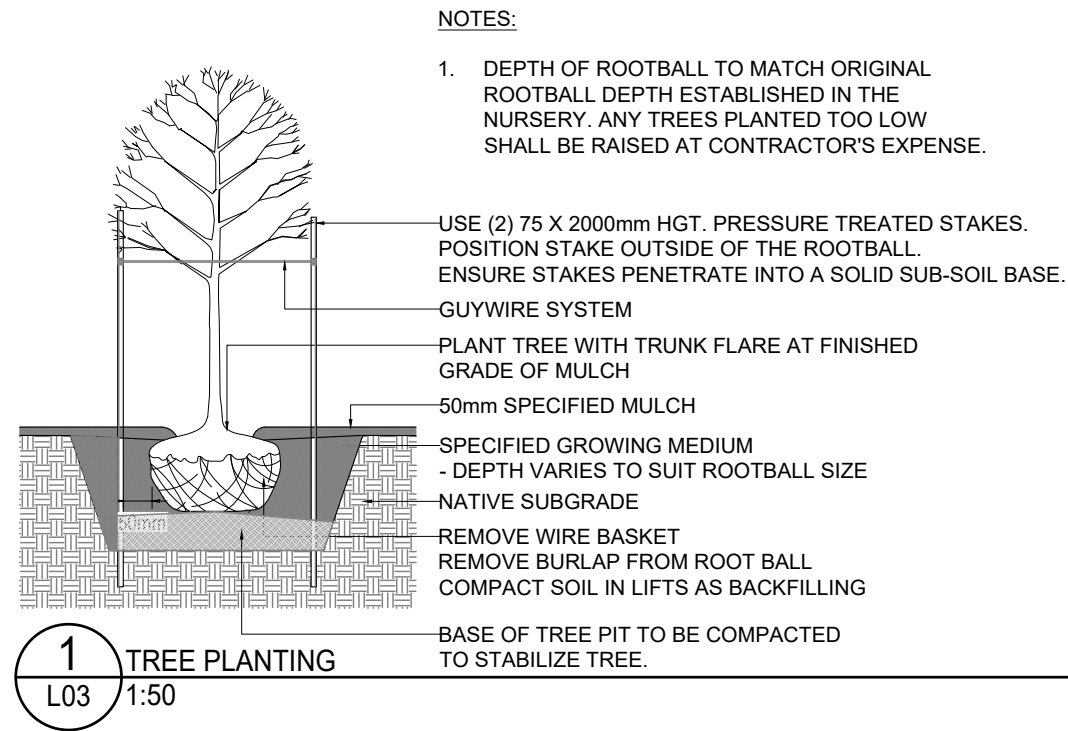 NOTES:
1. DEPTH OF ROOTBALL TO MATCH ORIGINAL
ROOTBALL DEPTH ESTABLISHED IN THE
NURSERY. ANY TREES PLANTED TOO LOW
SHALL BE RAISED AT CONTRACTOR'S EXPENSE.
USE (2) 75 X 2000mm HGT. PRESSURE TREATED STAKES.
POSITION STAKE OUTSIDE OF THE ROOTBALL.
ENSURE STAKES PENETRATE INTO A SOLID SUB-SOIL BASE.
GUYWIRE SYSTEM
PLANT TREE WITH TRUNK FLARE AT FINISHED
GRADE OF MULCH
50mm SPECIFIED MULCH
SPECIFIED GROWING MEDIUM
- DEPTH VARIES TO SUIT ROOTBALL SIZE
NATIVE SUBGRADE
REMOVE WIRE BASKET
REMOVE BURLAP FROM ROOT BALL
COMPACT SOIL IN LIFTS AS BACKFILLING
BASE OF TREE PIT TO BE COMPACTED
TO STABILIZE TREE.
1
L03
TREE PLANTING
1:50